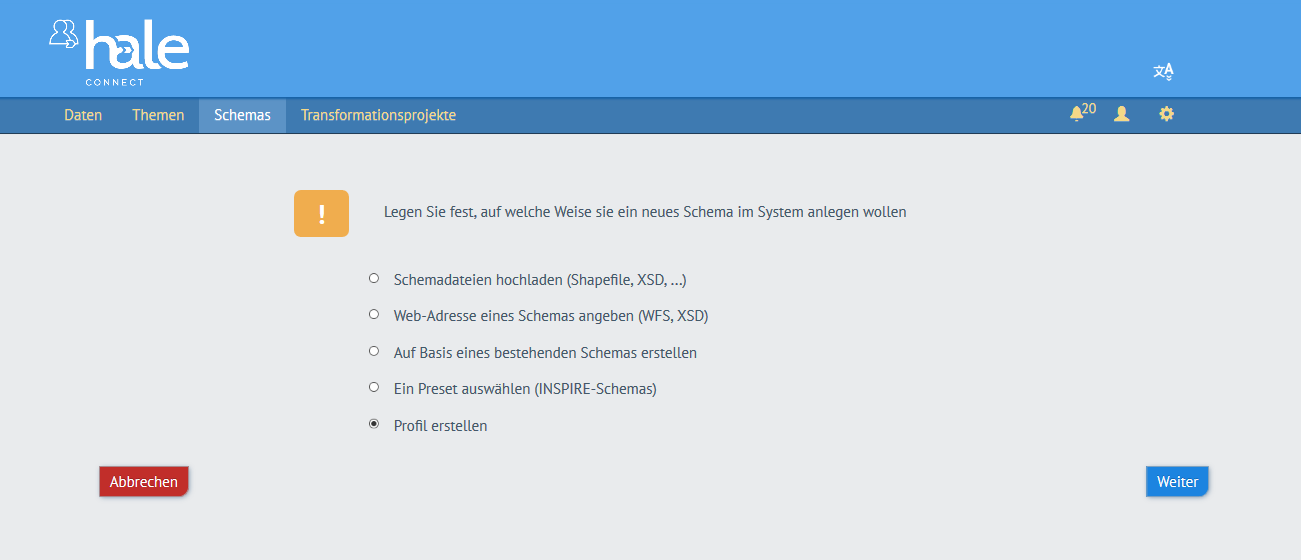 hale
CONNECT
文A
Daten Themen Schemas Transformationsprojekte 20
! Legen Sie fest, auf welche Weise sie ein neues Schema im System anlegen wollen
Schemadateien hochladen (Shapefile, XSD, ...)
Web-Adresse eines Schemas angeben (WFS, XSD)
Auf Basis eines bestehenden Schemas erstellen
Ein Preset auswählen (INSPIRE-Schemas)
Profil erstellen
Abbrechen Weiter